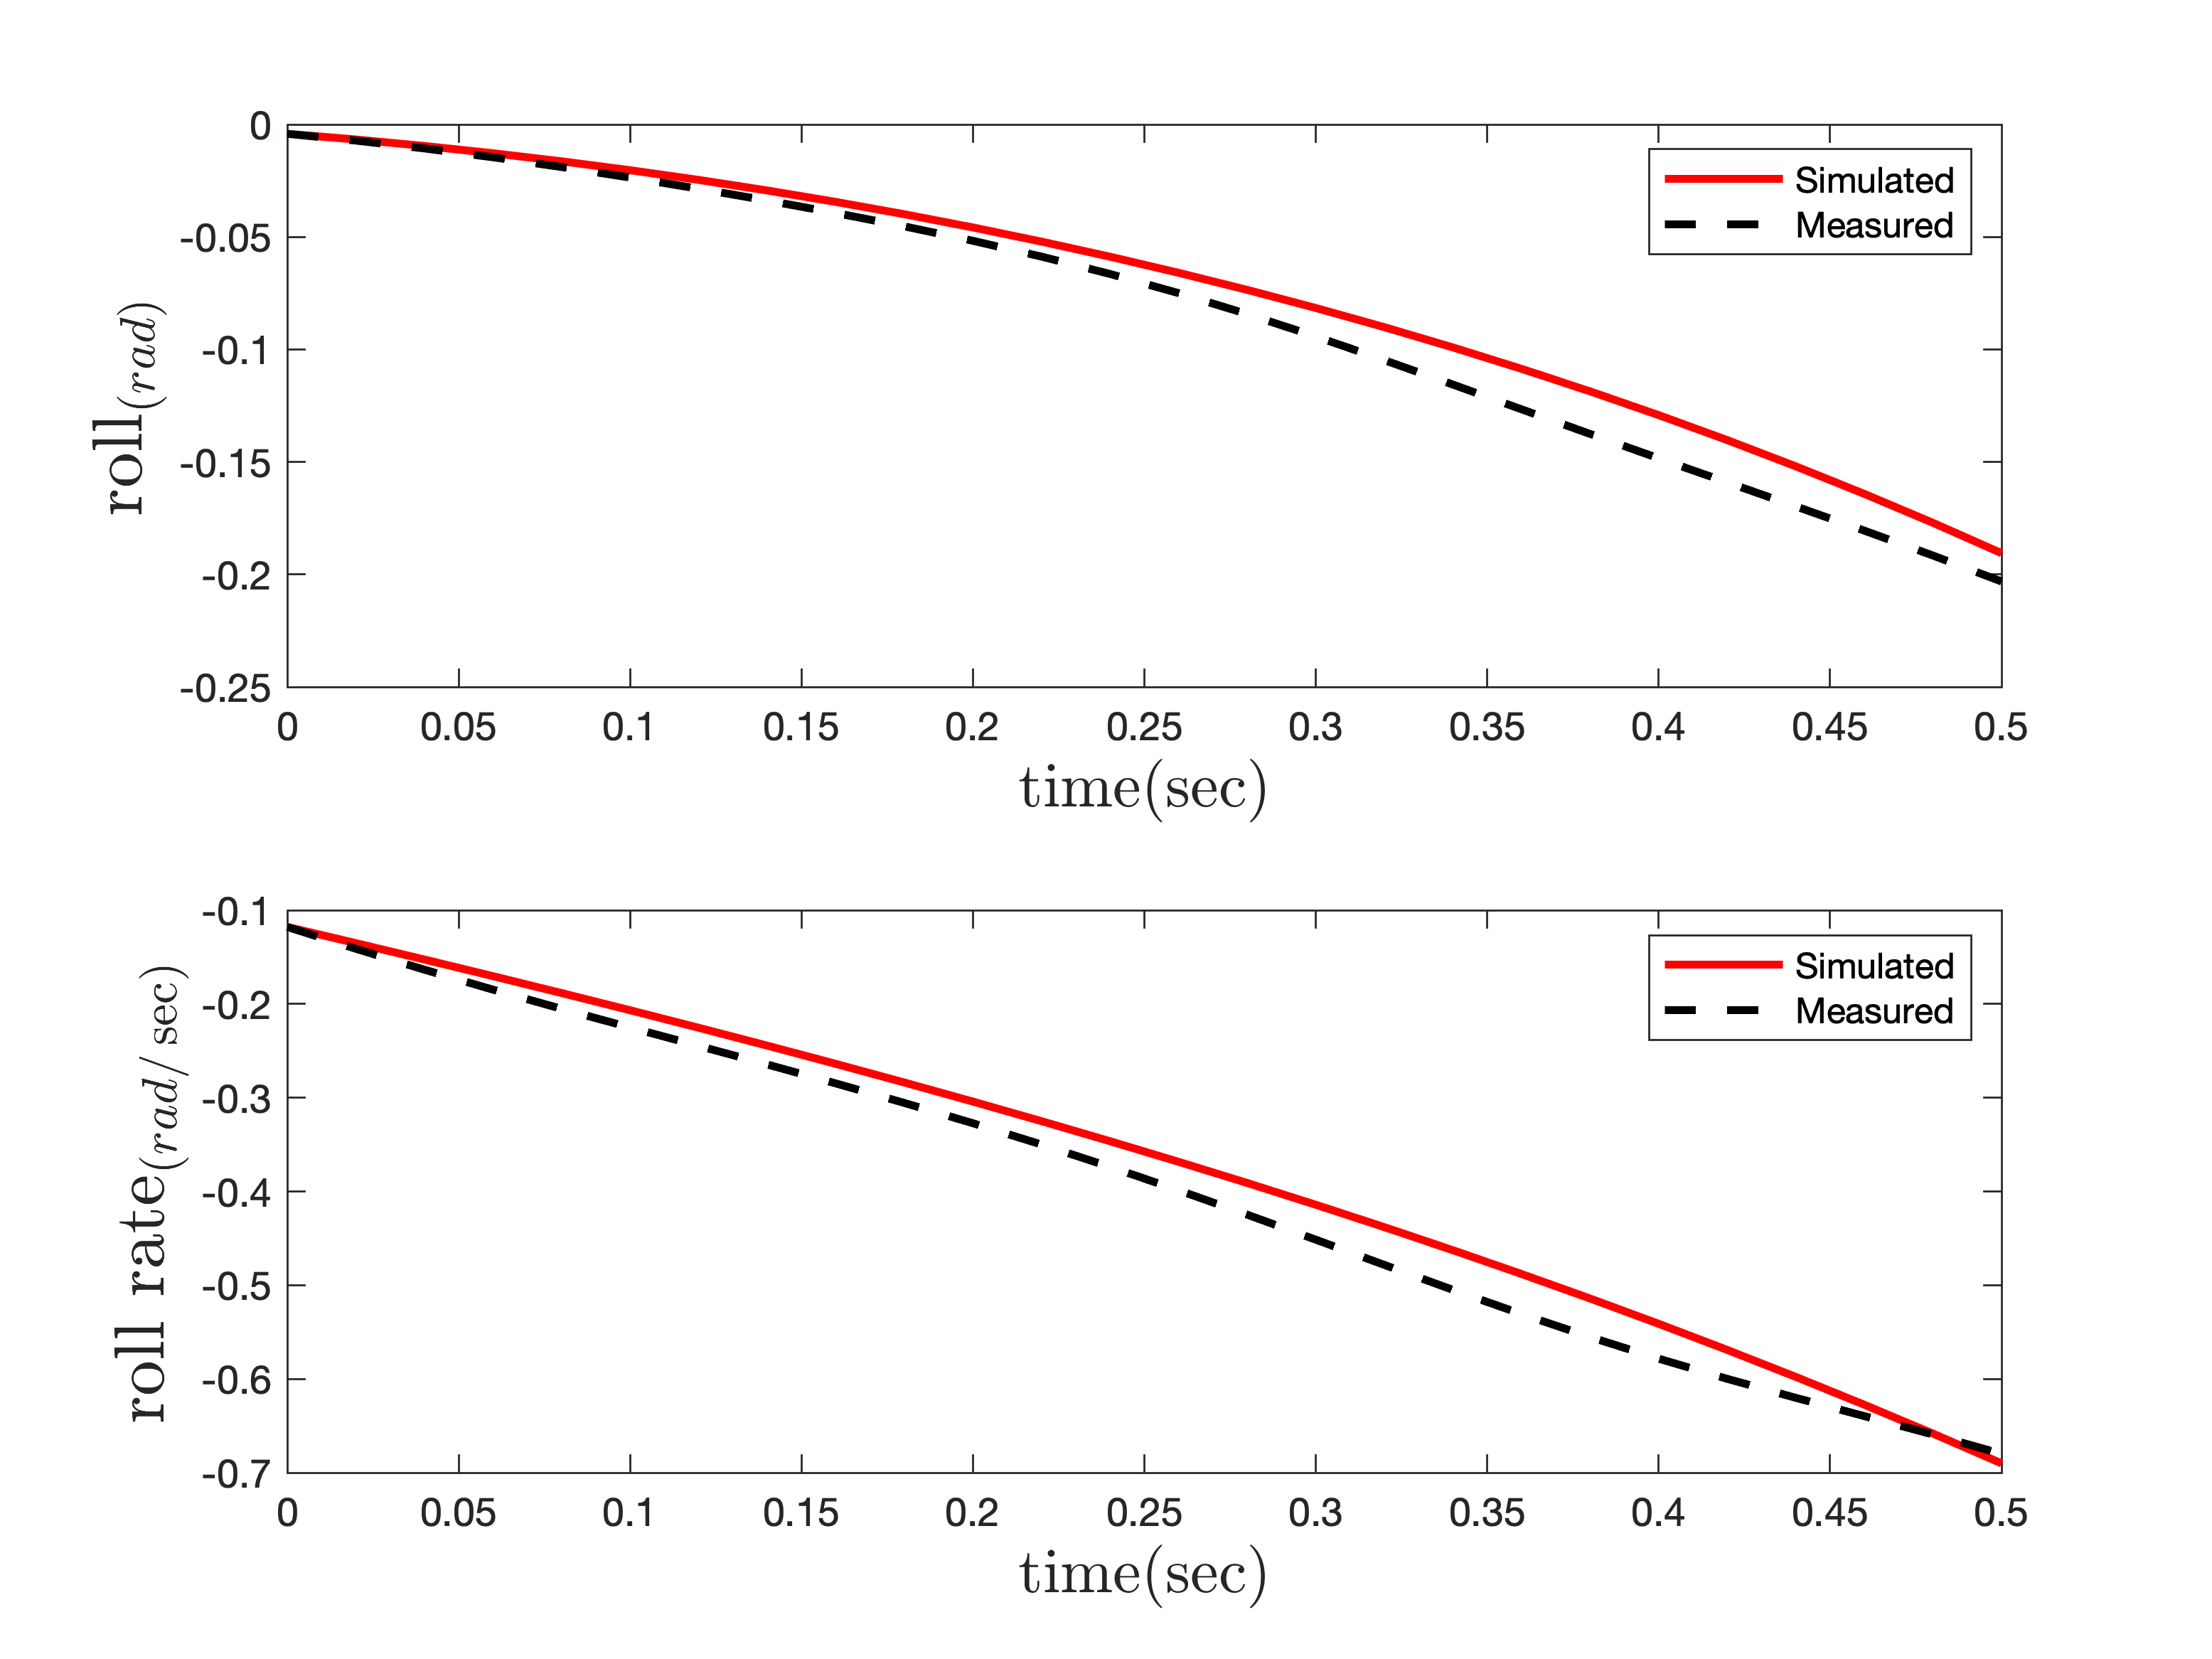 0
-0.05
-0.1
-0.15
-0.2
-0.25
roll(rad)
Simulated
Measured
0 0.05 0.1 0.15 0.2 0.25 0.3 0.35 0.4 0.45 0.5
time(sec)
-0.1
-0.2
-0.3
-0.4
-0.5
-0.6
-0.7
roll rate(rad/ sec)
Simulated
Measured
0 0.05 0.1 0.15 0.2 0.25 0.3 0.35 0.4 0.45 0.5
time(sec)